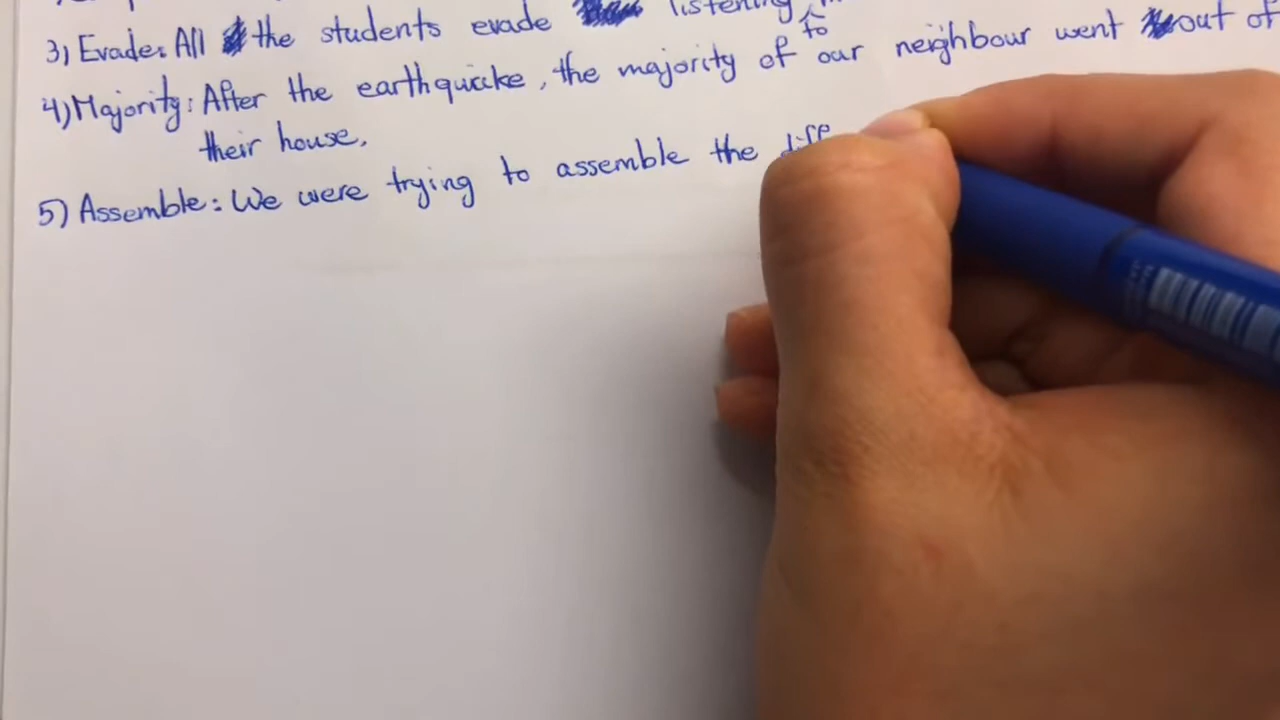 3) Evade: All the students evade listening
to
4) Majority: After the earthquake, the majority of our neighbour went out of
their house.
5) Assemble: We were trying to assemble the diff